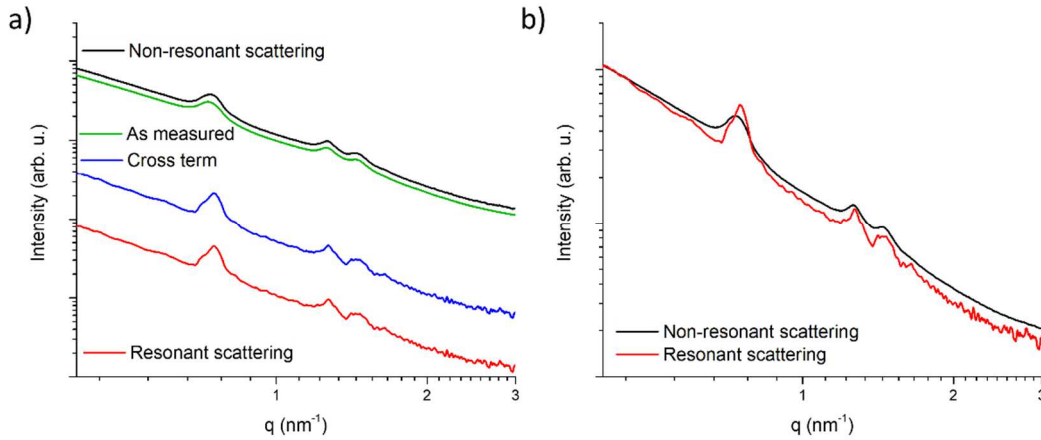 a)
Non-resonant scattering
As measured
Cross term
Resonant scattering
Intensity (arb. u.)
1
2
3
q (nm⁻¹)
b)
Non-resonant scattering
Resonant scattering
Intensity (arb. u.)
1
2
3
q (nm⁻¹)